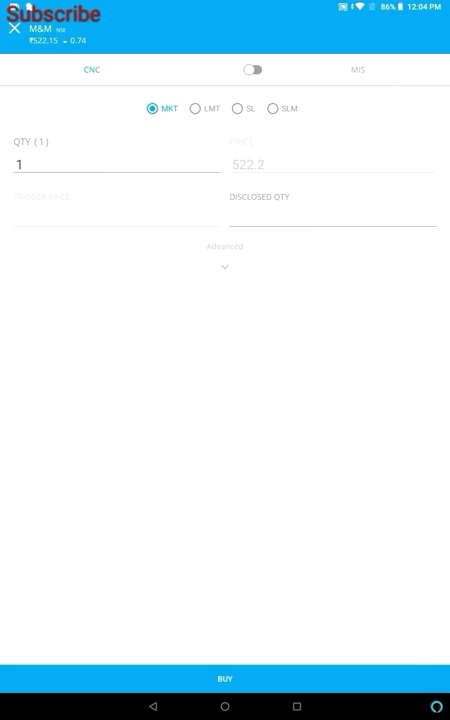 Subscribe
86% 12:04 PM
M&M NSE
₹522.15 0.74
CNC MIS
MKT LMT SL SLM
QTY (1) PRICE
1 522.2
TRIGGER PRICE DISCLOSED QTY
Advanced
BUY